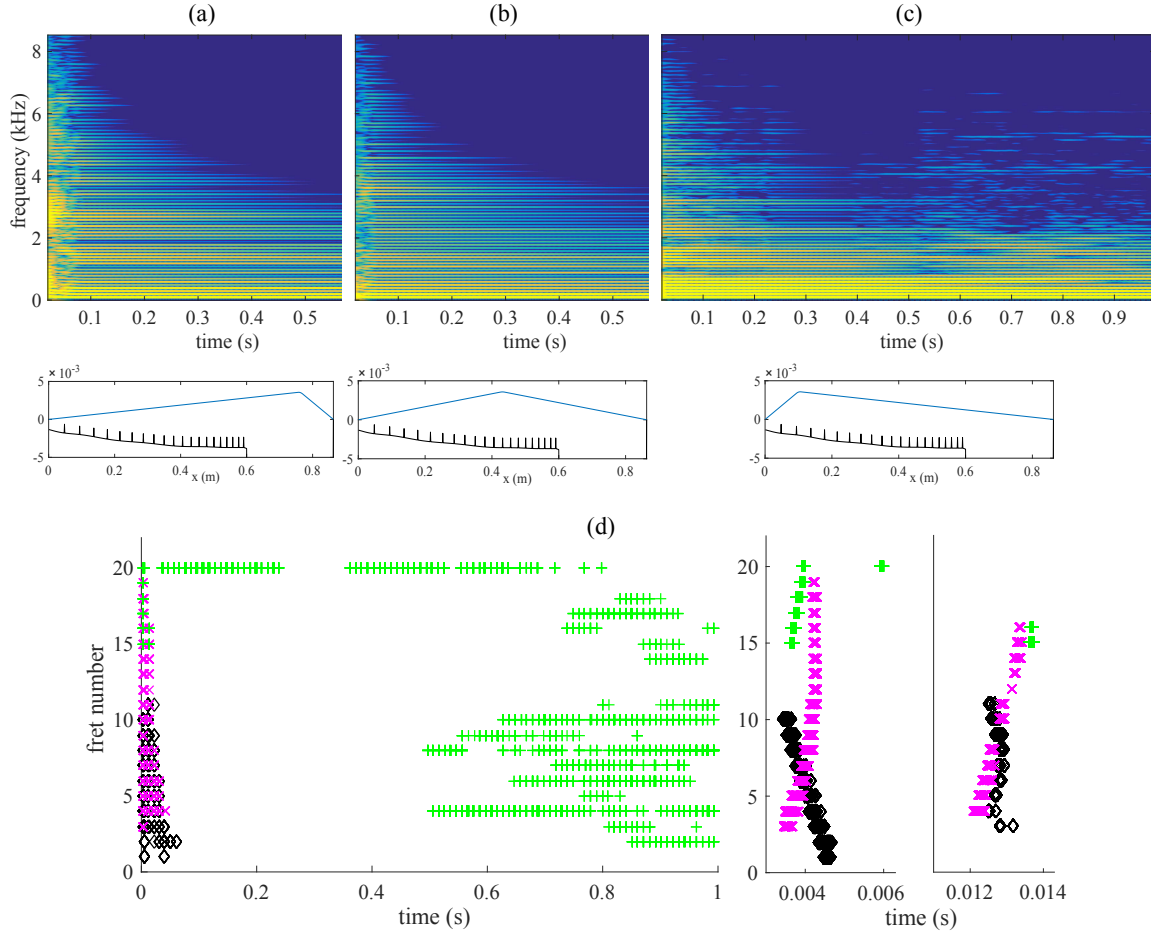 (a) (b) (c)
frequency (kHz)
8
6
4
2
0
0.1 0.2 0.3 0.4 0.5
0.1 0.2 0.3 0.4 0.5
0.1 0.2 0.3 0.4 0.5 0.6 0.7 0.8 0.9
time (s) time (s) time (s)
× 10⁻³
5
0
-5
0 0.2 0.4 0.6 0.8
x (m)
× 10⁻³
5
0
-5
0 0.2 0.4 0.6 0.8
x (m)
× 10⁻³
5
0
-5
0 0.2 0.4 0.6 0.8
x (m)
(d)
fret number
20
15
10
5
0
0 0.2 0.4 0.6 0.8 1
time (s)
20
15
10
5
0
0.004 0.006 0.012 0.014
time (s)